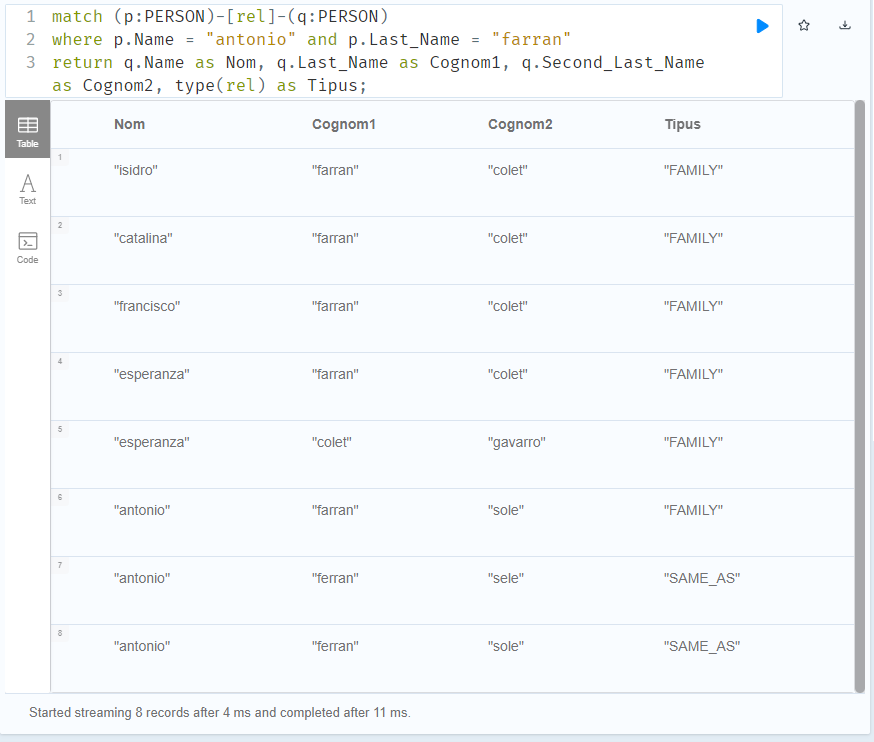 1 match (p:PERSON)-[rel]-(q:PERSON)
2 where p.Name = "antonio" and p.Last_Name = "farran"
3 return q.Name as Nom, q.Last_Name as Cognom1, q.Second_Last_Name
as Cognom2, type(rel) as Tipus;
Table
Text
Code
Nom Cognom1 Cognom2 Tipus
1 "isidro" "farran" "colet" "FAMILY"
2 "catalina" "farran" "colet" "FAMILY"
3 "francisco" "farran" "colet" "FAMILY"
4 "esperanza" "farran" "colet" "FAMILY"
5 "esperanza" "colet" "gavarro" "FAMILY"
6 "antonio" "farran" "sole" "FAMILY"
7 "antonio" "ferran" "sele" "SAME_AS"
8 "antonio" "ferran" "sole" "SAME_AS"
Started streaming 8 records after 4 ms and completed after 11 ms.